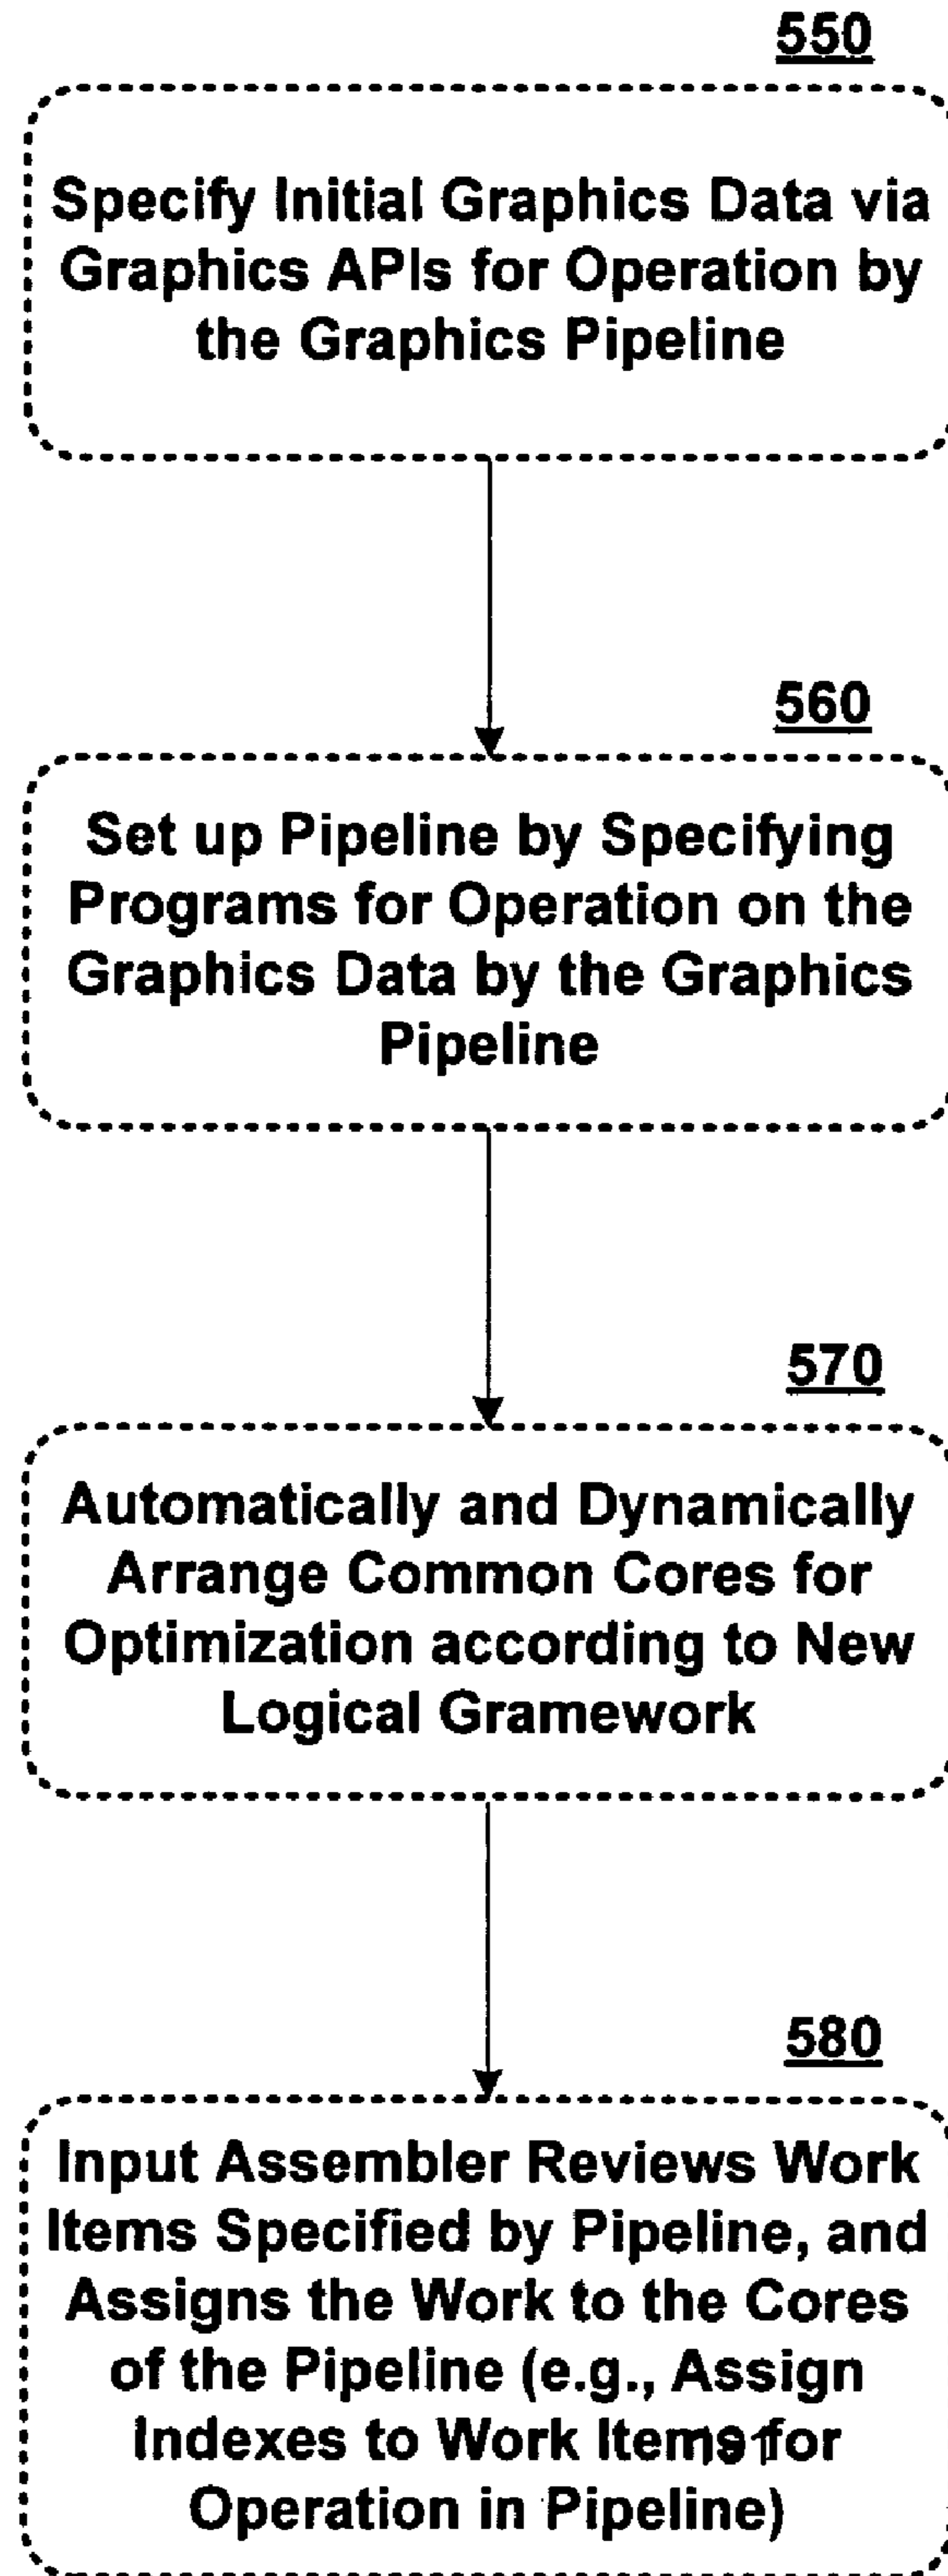 550
Specify Initial Graphics Data via
Graphics APIs for Operation by
the Graphics Pipeline
560
Set up Pipeline by Specifying
Programs for Operation on the
Graphics Data by the Graphics
Pipeline
570
Automatically and Dynamically
Arrange Common Cores for
Optimization according to New
Logical Gramework
580
Input Assembler Reviews Work
Items Specified by Pipeline, and
Assigns the Work to the Cores
of the Pipeline (e.g., Assign
Indexes to Work Items for
Operation in Pipeline)